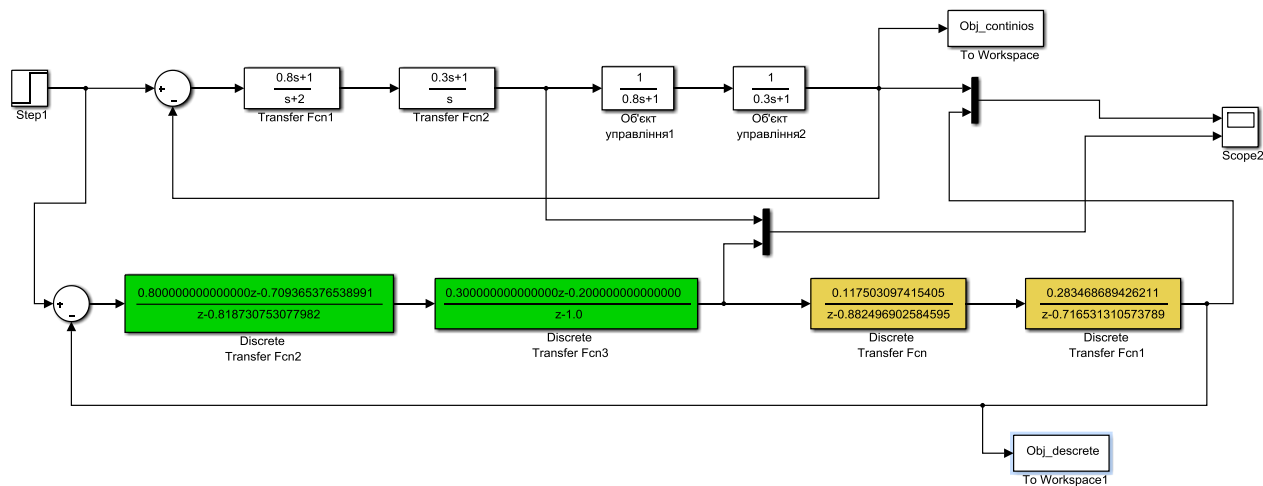 Obj_continios
To Workspace
Step1
+
-
0.8s+1
s+2
Transfer Fcn1
0.3s+1
s
Transfer Fcn2
1
0.8s+1
Об'єкт
управління1
1
0.3s+1
Об'єкт
управління2
Scope2
+
-
0.800000000000000z-0.709365376538991
z-0.818730753077982
Discrete
Transfer Fcn2
0.300000000000000z-0.200000000000000
z-1.0
Discrete
Transfer Fcn3
0.117503097415405
z-0.882496902584595
Discrete
Transfer Fcn
0.283468689426211
z-0.716531310573789
Discrete
Transfer Fcn1
Obj_descrete
To Workspace1